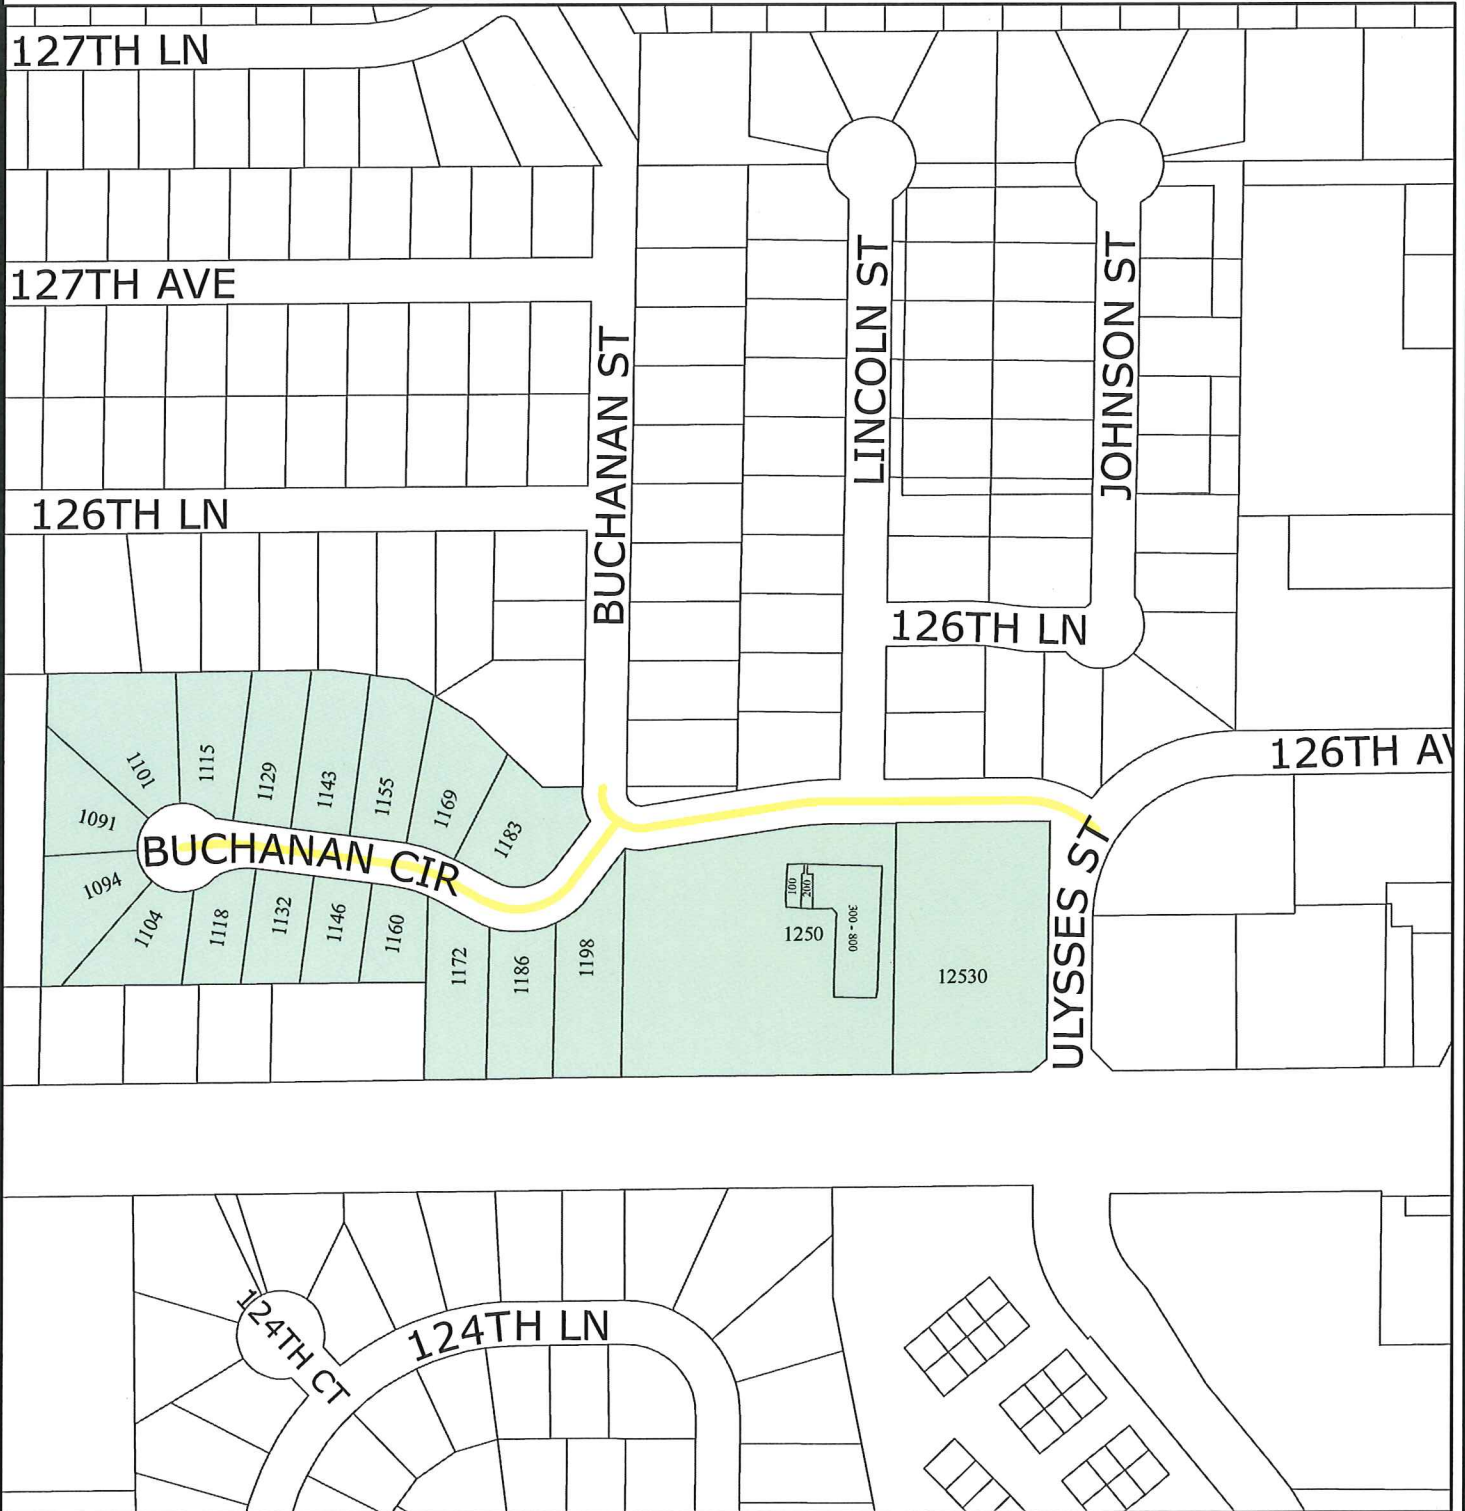 127TH LN
127TH AVE
LINCOLN ST
JOHNSON ST
BUCHANAN ST
126TH LN
126TH LN
126TH AV
1101
1115
1129
1143
1155
1169
1183
1091
BUCHANAN CIR
1094
1104
1118
1132
1146
1160
1172
1186
1198
100
200
300 - 800
1250
12530
ULYSSES ST
124TH CT
124TH LN